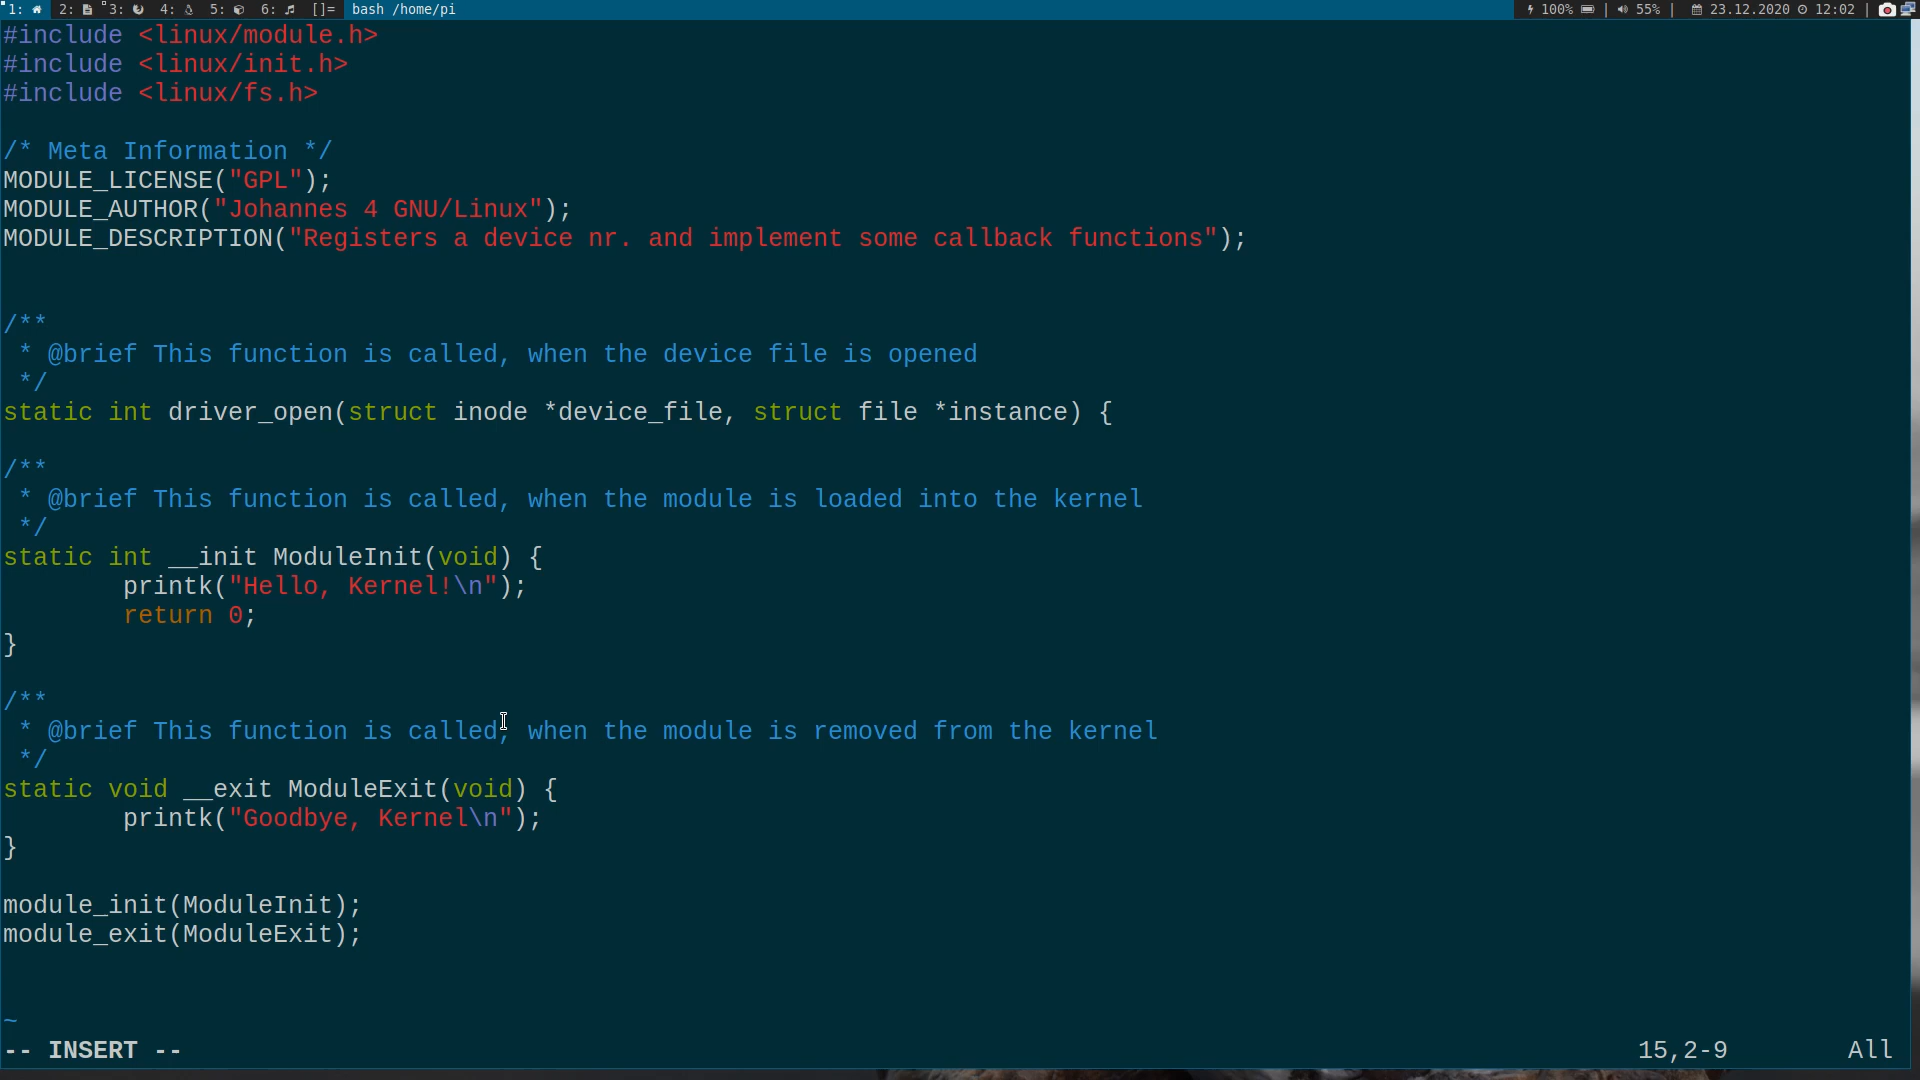 1: 2: 3: 4: 5: 6: []= bash /home/pi 100% | 55% | 23.12.2020 12:02 |
#include <linux/module.h>
#include <linux/init.h>
#include <linux/fs.h>
/* Meta Information */
MODULE_LICENSE("GPL");
MODULE_AUTHOR("Johannes 4 GNU/Linux");
MODULE_DESCRIPTION("Registers a device nr. and implement some callback functions");
/**
 * @brief This function is called, when the device file is opened
 */
static int driver_open(struct inode *device_file, struct file *instance) {
/**
 * @brief This function is called, when the module is loaded into the kernel
 */
static int __init ModuleInit(void) {
        printk("Hello, Kernel!\n");
        return 0;
}
/**
 * @brief This function is called, when the module is removed from the kernel
 */
static void __exit ModuleExit(void) {
        printk("Goodbye, Kernel\n");
}
module_init(ModuleInit);
module_exit(ModuleExit);
~
-- INSERT -- 15,2-9 All